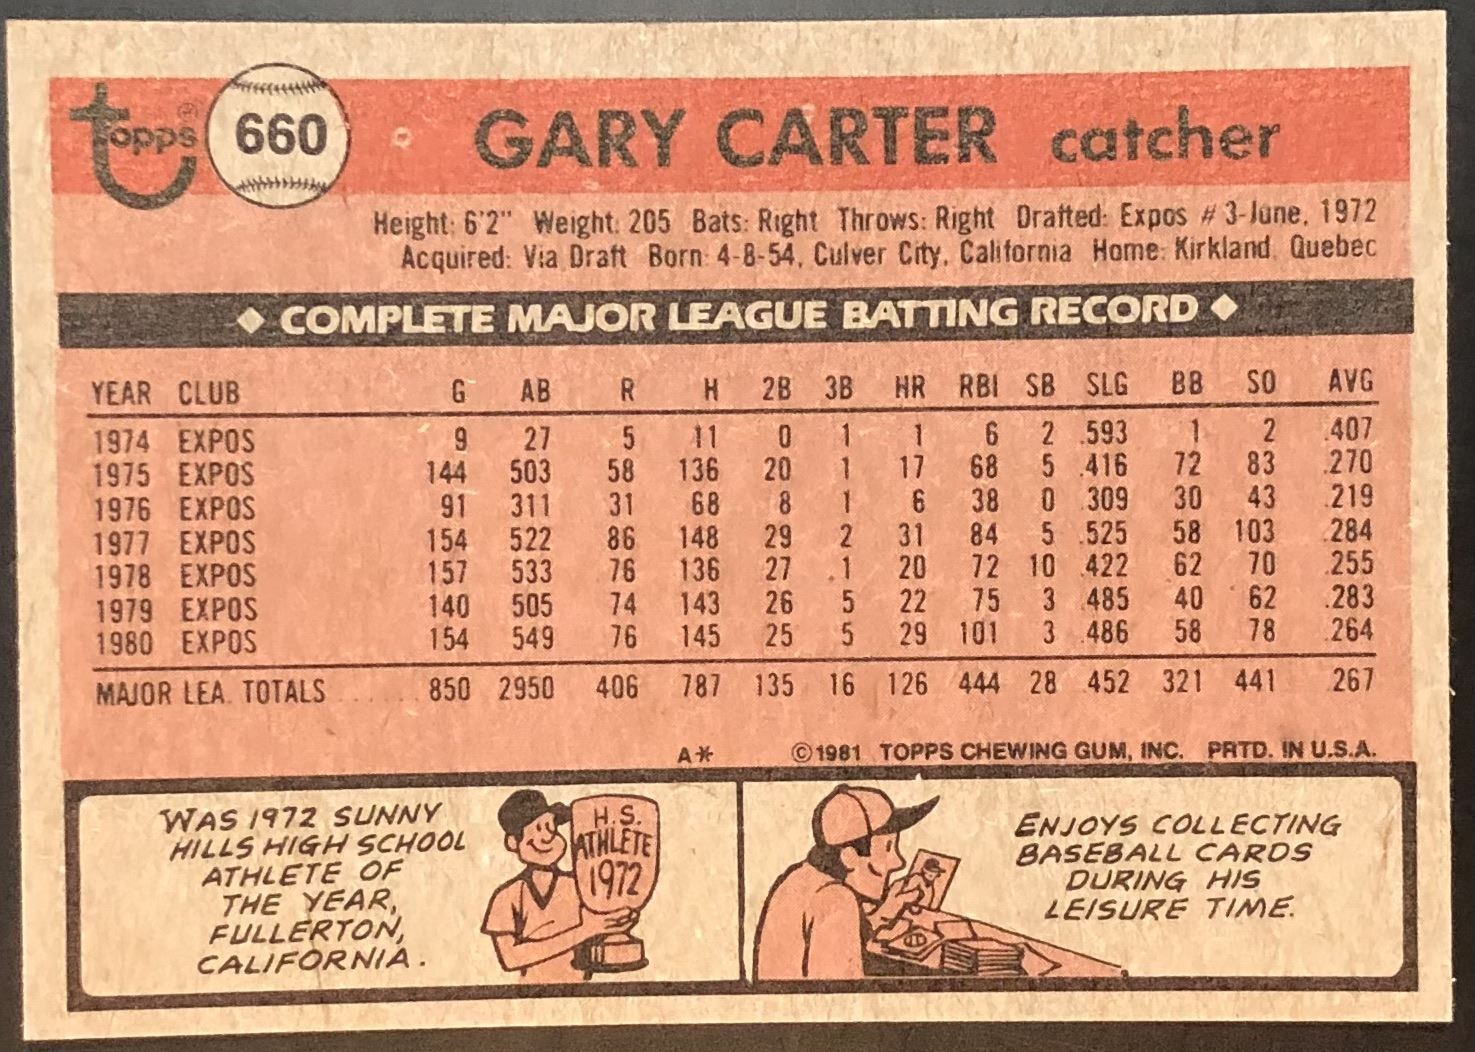 Topps 660 GARY CARTER catcher
Height: 6'2" Weight: 205 Bats: Right Throws: Right Drafted: Expos # 3-June, 1972
Acquired: Via Draft Born: 4-8-54, Culver City, California Home: Kirkland, Quebec
◆ COMPLETE MAJOR LEAGUE BATTING RECORD ◆
YEAR CLUB G AB R H 2B 3B HR RBI SB SLG BB SO AVG
1974 EXPOS 9 27 5 11 0 1 1 6 2 .593 1 2 .407
1975 EXPOS 144 503 58 136 20 1 17 68 5 .416 72 83 .270
1976 EXPOS 91 311 31 68 8 1 6 38 0 .309 30 43 .219
1977 EXPOS 154 522 86 148 29 2 31 84 5 .525 58 103 .284
1978 EXPOS 157 533 76 136 27 1 20 72 10 .422 62 70 .255
1979 EXPOS 140 505 74 143 26 5 22 75 3 .485 40 62 .283
1980 EXPOS 154 549 76 145 25 5 29 101 3 .486 58 78 .264
MAJOR LEA. TOTALS ..... 850 2950 406 787 135 16 126 444 28 .452 321 441 .267
A* ©1981 TOPPS CHEWING GUM, INC. PRTD. IN U.S.A.
WAS 1972 SUNNY
HILLS HIGH SCHOOL
ATHLETE OF
THE YEAR,
FULLERTON,
CALIFORNIA.
H.S.
ATHLETE
1972
ENJOYS COLLECTING
BASEBALL CARDS
DURING HIS
LEISURE TIME.